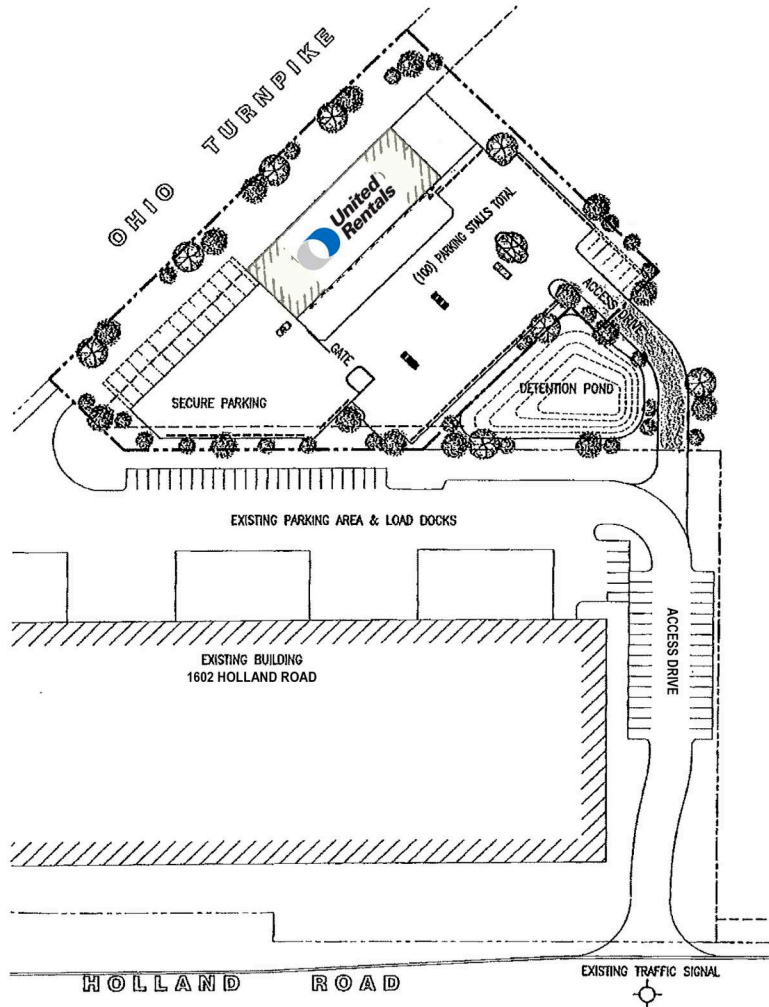 OHIO TURNPIKE
United
Rentals
(100) PARKING STALLS TOTAL
ACCESS DRIVE
GATE
SECURE PARKING
DETENTION POND
EXISTING PARKING AREA & LOAD DOCKS
ACCESS DRIVE
EXISTING BUILDING
1602 HOLLAND ROAD
EXISTING TRAFFIC SIGNAL
HOLLAND ROAD